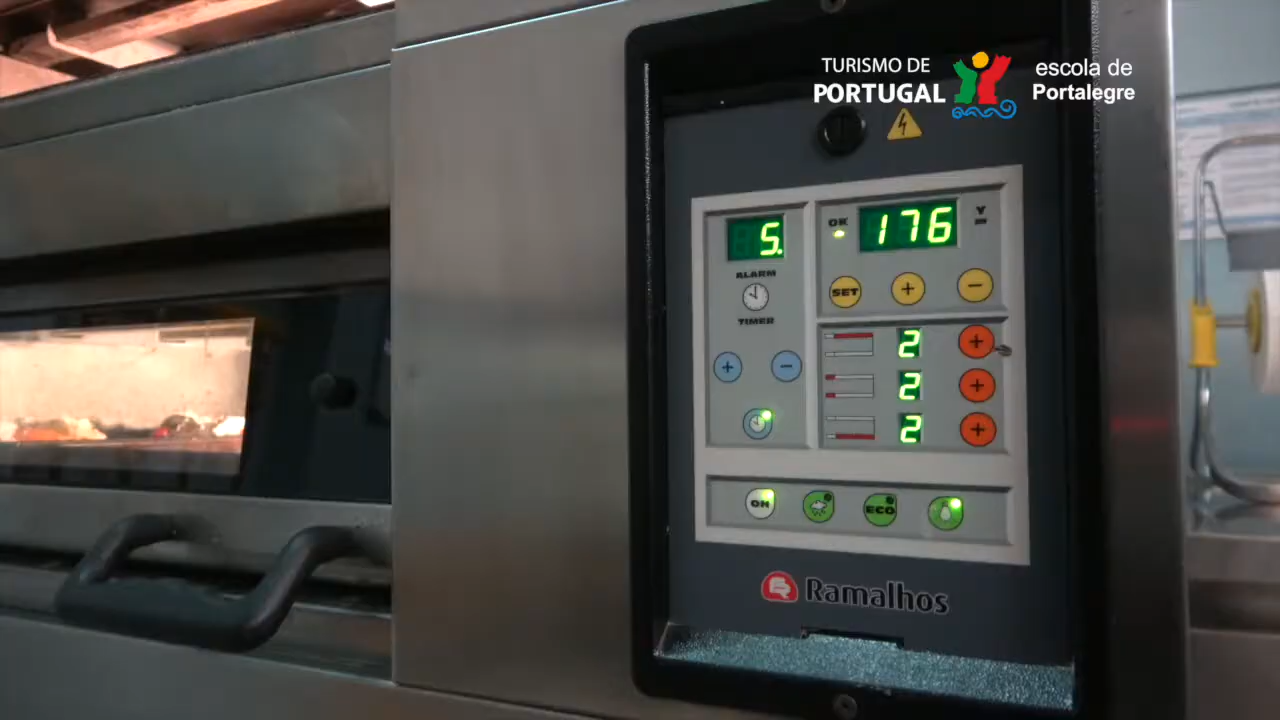 TURISMO DE
PORTUGAL
escola de
Portalegre
5.
OK
176
ALARM
TIMER
SET
+
−
+
−
2
+
2
+
2
+
ON
ECO
Ramalhos